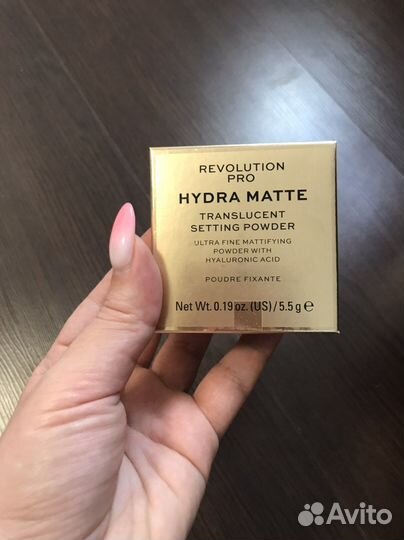 REVOLUTION
PRO
HYDRA MATTE
TRANSLUCENT
SETTING POWDER
ULTRA FINE MATTIFYING
POWDER WITH
HYALURONIC ACID
POUDRE FIXANTE
Net Wt. 0.19 oz. (US) / 5.5 g ℮
Avito